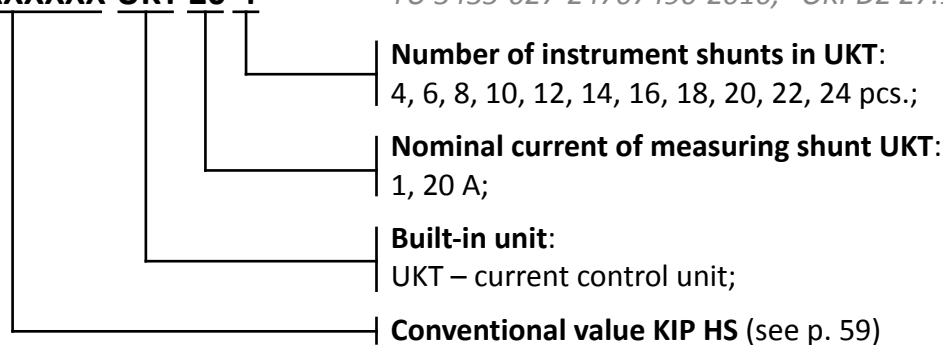 Number of instrument shunts in UKT:
4, 6, 8, 10, 12, 14, 16, 18, 20, 22, 24 pcs.;
Nominal current of measuring shunt UKT:
1, 20 A;
Built-in unit:
UKT – current control unit;
Conventional value KIP HS (see p. 59)